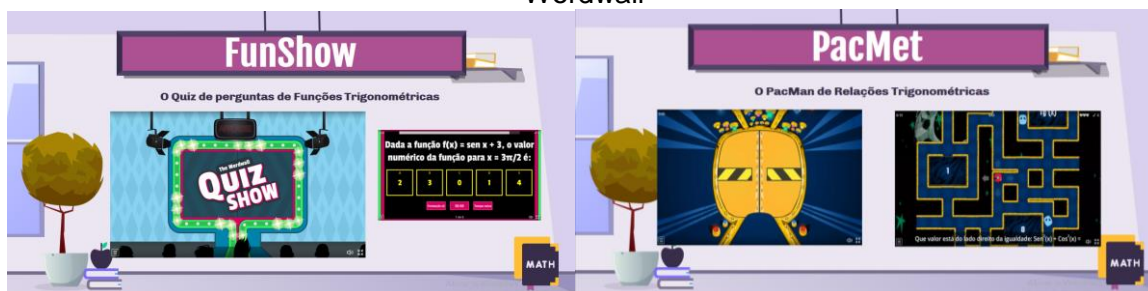 Wordwall
FunShow
O Quiz de perguntas de Funções Trigonométricas
The Wordwall
QUIZ
SHOW
Dada a função f(x) = sen x + 3, o valor
numérico da função para x = 3π/2 é:
2 3 0 1 4
MATH
PacMet
O PacMan de Relações Trigonométricas
1
8
Que valor está do lado direito da igualdade: Sen²(x) + Cos²(x) =
MATH